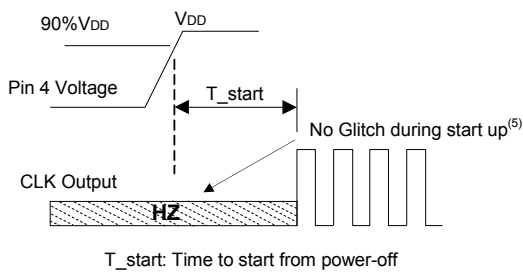 90%VDD
VDD
Pin 4 Voltage
T_start
No Glitch during start up(5)
CLK Output
HZ
T_start: Time to start from power-off